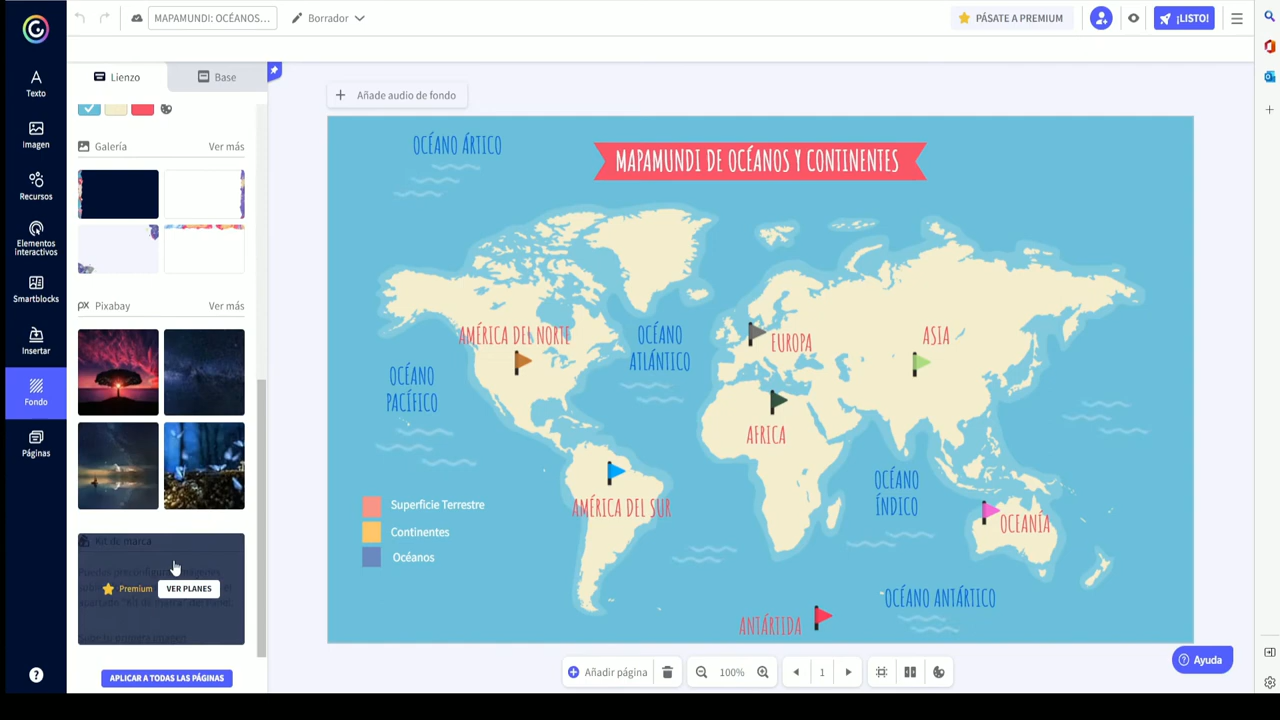 MAPAMUNDI: OCÉANOS...
Borrador
PÁSATE A PREMIUM
¡LISTO!
Texto
Imagen
Recursos
Elementos
Interactivos
Smartblocks
Insertar
Fondo
Páginas
Lienzo
Base
Galería
Ver más
Pixabay
Ver más
Kit de marca
Premium
VER PLANES
APLICAR A TODAS LAS PÁGINAS
Añade audio de fondo
OCÉANO ÁRTICO
MAPAMUNDI DE OCÉANOS Y CONTINENTES
AMÉRICA DEL NORTE
OCÉANO
ATLÁNTICO
EUROPA
ASIA
OCÉANO
PACÍFICO
AFRICA
OCÉANO
ÍNDICO
AMÉRICA DEL SUR
OCEANÍA
Superficie Terrestre
Continentes
Océanos
OCÉANO ANTÁRTICO
ANTÁRTIDA
Añadir página
100%
1
Ayuda